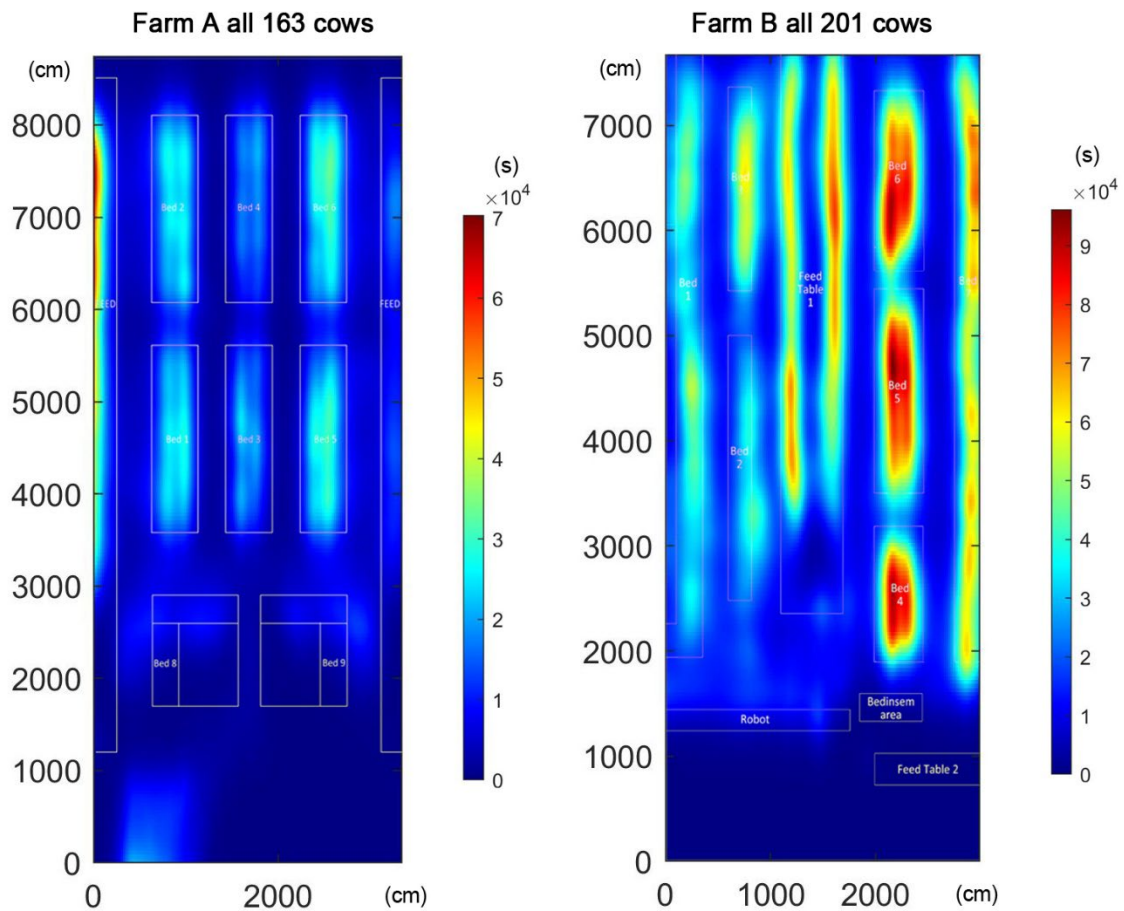 Farm A all 163 cows
(cm)
8000
7000
6000
5000
4000
3000
2000
1000
0
0
2000
(cm)
Bed 2
Bed 4
Bed 6
FEED
FEED
Bed 1
Bed 3
Bed 5
Bed 8
Bed 9
(s)
×10⁴
7
6
5
4
3
2
1
0
Farm B all 201 cows
(cm)
7000
6000
5000
4000
3000
2000
1000
0
0
1000
2000
(cm)
Bed
Bed
6
Bed
1
Feed
Table
1
Bed
Bed
5
Bed
2
Bed
4
Bedinsem
area
Robot
Feed Table 2
(s)
×10⁴
9
8
7
6
5
4
3
2
1
0